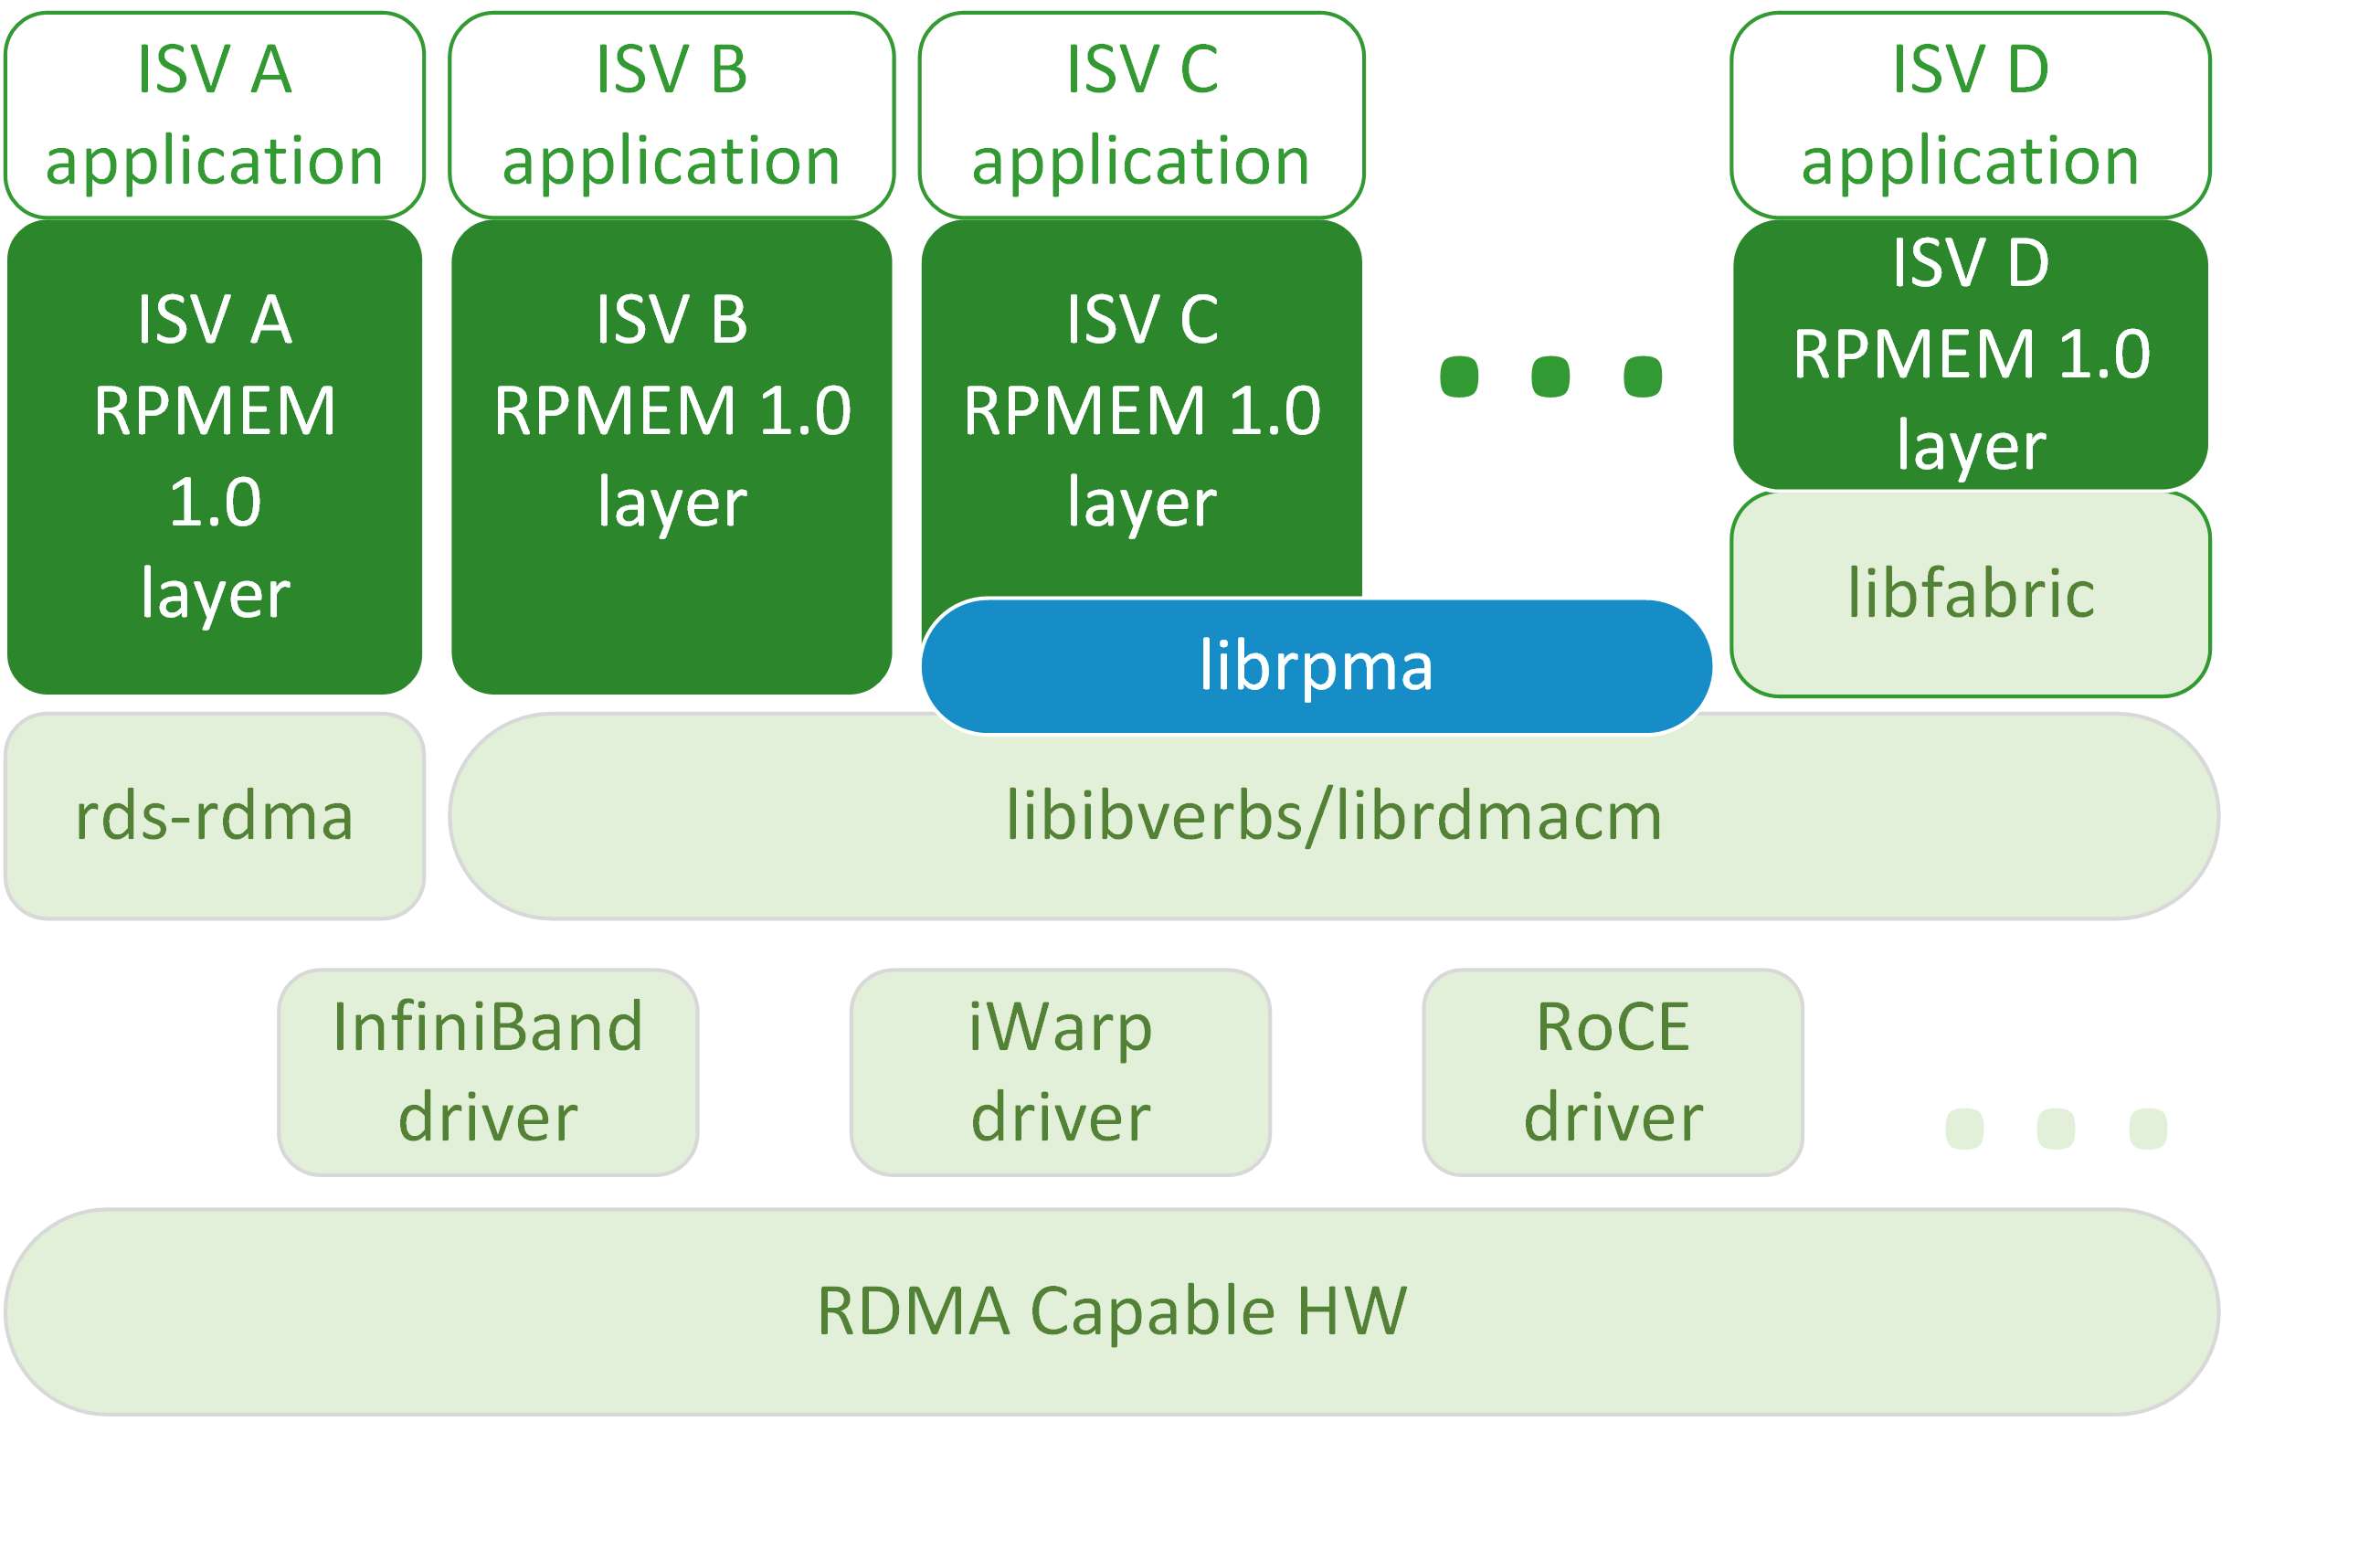 ISV A
application
ISV B
application
ISV C
application
ISV D
application
ISV A
RPMEM
1.0
layer
ISV B
RPMEM 1.0
layer
ISV C
RPMEM 1.0
layer
ISV D
RPMEM 1.0
layer
libfabric
librpma
rds-rdma
libibverbs/librdmacm
InfiniBand
driver
iWarp
driver
RoCE
driver
RDMA Capable HW